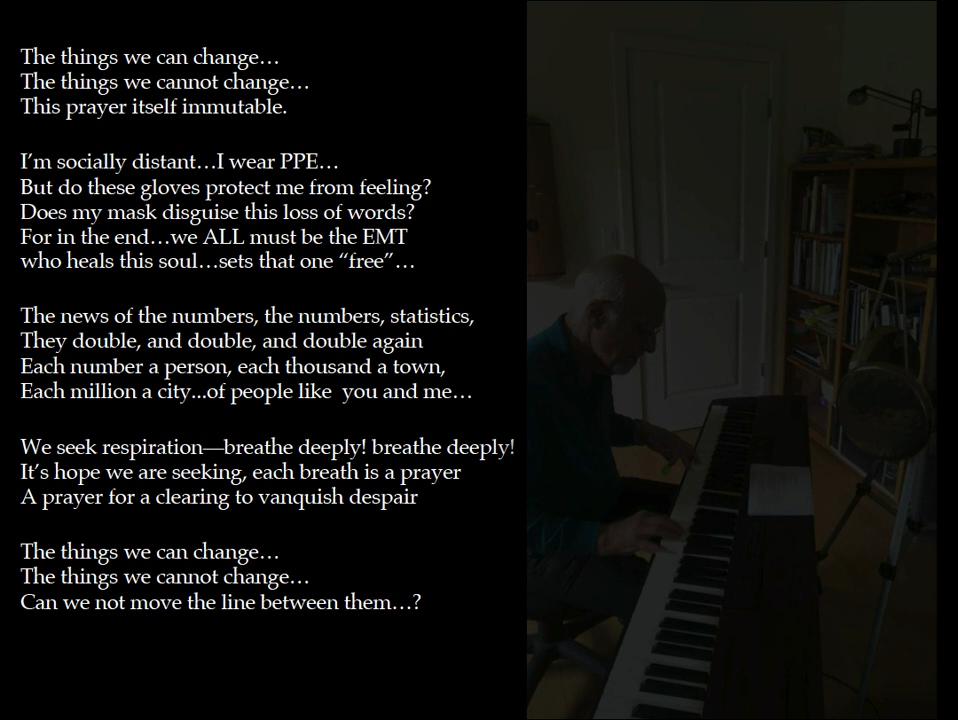 The things we can change…
The things we cannot change…
This prayer itself immutable.
I’m socially distant…I wear PPE…
But do these gloves protect me from feeling?
Does my mask disguise this loss of words?
For in the end…we ALL must be the EMT
who heals this soul…sets that one “free”…
The news of the numbers, the numbers, statistics,
They double, and double, and double again
Each number a person, each thousand a town,
Each million a city...of people like  you and me…
We seek respiration—breathe deeply! breathe deeply!
It’s hope we are seeking, each breath is a prayer
A prayer for a clearing to vanquish despair
The things we can change…
The things we cannot change…
Can we not move the line between them…?